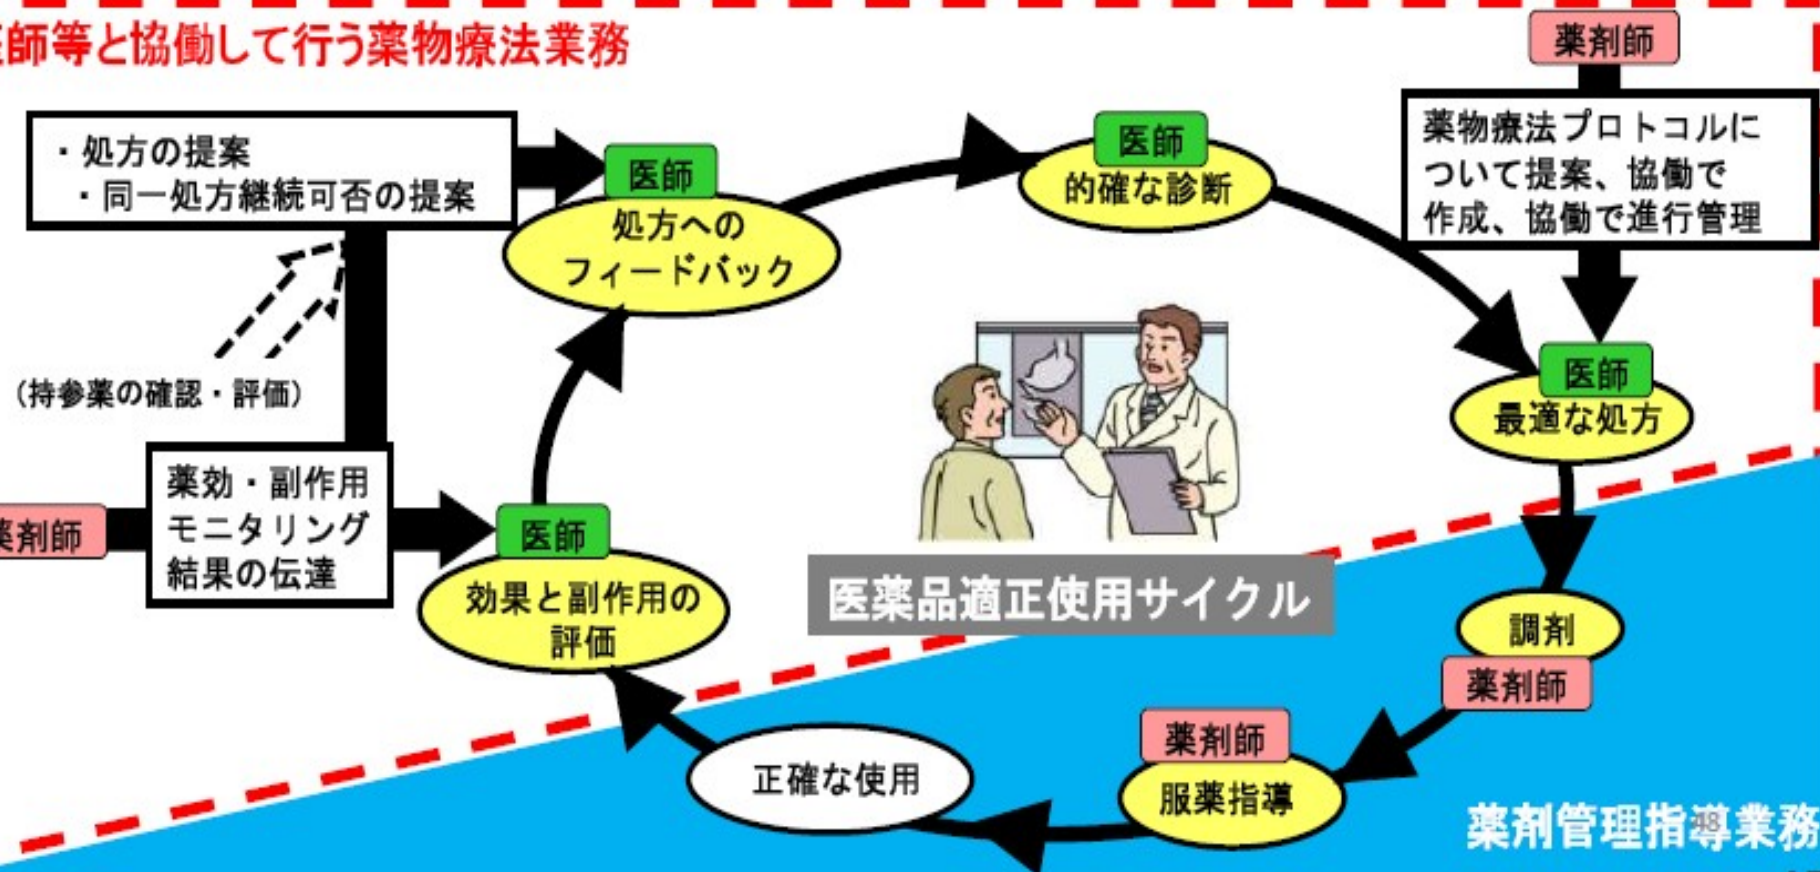 師等と協働して行う薬物療法業務
薬剤師
・処方の提案
・同一処方継続可否の提案
医師
処方への
フィードバック
医師
的確な診断
薬物療法プロトコルに
ついて提案、協働で
作成、協働で進行管理
医師
最適な処方
(持参薬の確認・評価)
薬剤師
薬効・副作用
モニタリング
結果の伝達
医師
効果と副作用の
評価
医薬品適正使用サイクル
調剤
薬剤師
薬剤師
服薬指導
正確な使用
薬剤管理指導業務
48